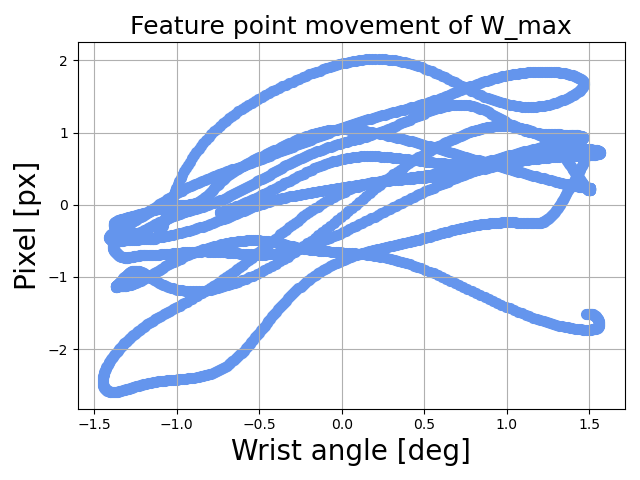 Feature point movement of W_max
Pixel [px]
2
1
0
−1
−2
−1.5 −1.0 −0.5 0.0 0.5 1.0 1.5
Wrist angle [deg]